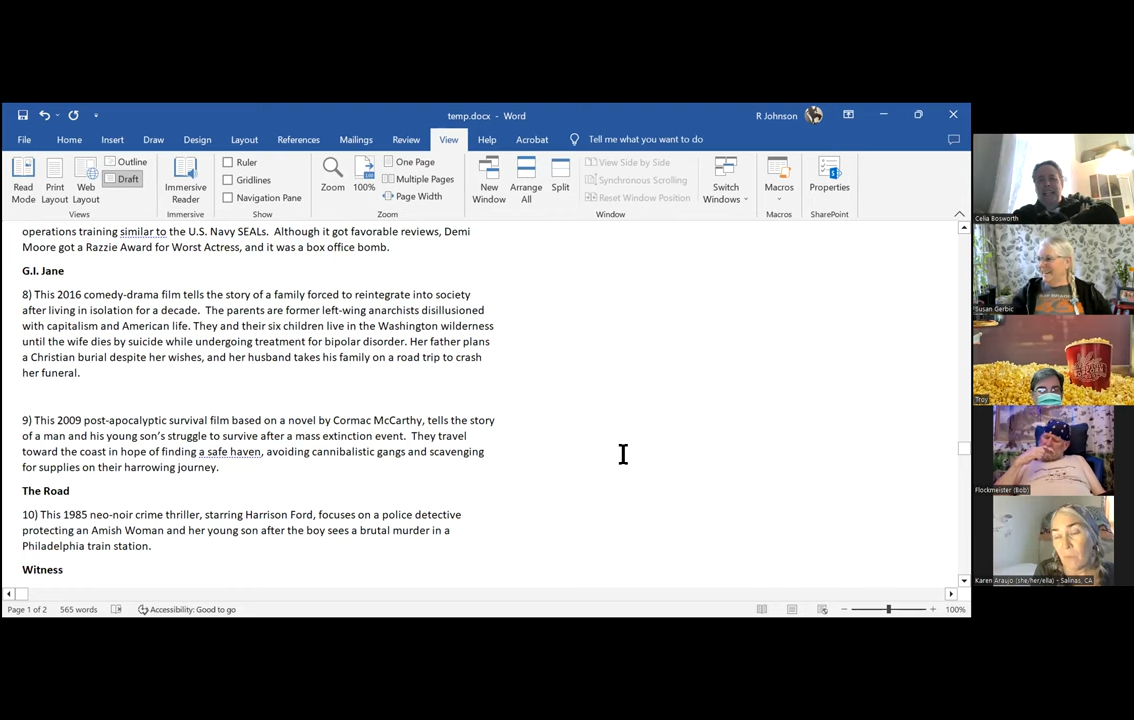 temp.docx - Word
R Johnson
File Home Insert Draw Design Layout References Mailings Review View Help Acrobat Tell me what you want to do
Read Mode
Print Layout
Web Layout
Outline
Draft
Views
Immersive Reader
Immersive
Ruler
Gridlines
Navigation Pane
Show
Zoom
100%
One Page
Multiple Pages
Page Width
Zoom
New Window
Arrange All
Split
View Side by Side
Synchronous Scrolling
Reset Window Position
Window
Switch Windows
Macros
Macros
Properties
SharePoint
operations training similar to the U.S. Navy SEALs. Although it got favorable reviews, Demi
Moore got a Razzie Award for Worst Actress, and it was a box office bomb.
G.I. Jane
8) This 2016 comedy-drama film tells the story of a family forced to reintegrate into society
after living in isolation for a decade. The parents are former left-wing anarchists disillusioned
with capitalism and American life. They and their six children live in the Washington wilderness
until the wife dies by suicide while undergoing treatment for bipolar disorder. Her father plans
a Christian burial despite her wishes, and her husband takes his family on a road trip to crash
her funeral.
9) This 2009 post-apocalyptic survival film based on a novel by Cormac McCarthy, tells the story
of a man and his young son's struggle to survive after a mass extinction event. They travel
toward the coast in hope of finding a safe haven, avoiding cannibalistic gangs and scavenging
for supplies on their harrowing journey.
The Road
10) This 1985 neo-noir crime thriller, starring Harrison Ford, focuses on a police detective
protecting an Amish Woman and her young son after the boy sees a brutal murder in a
Philadelphia train station.
Witness
Page 1 of 2 565 words Accessibility: Good to go
100%
Celia Bosworth
Susan Gerbic
Troy
Flockmeister (Bob)
Karen Araujo (she/her/ella) - Salinas, CA